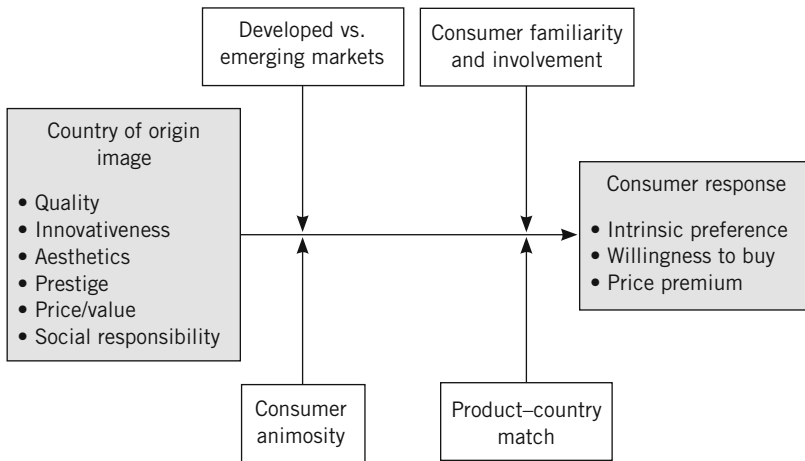 Developed vs.
emerging markets
Consumer familiarity
and involvement
Country of origin
image
• Quality
• Innovativeness
• Aesthetics
• Prestige
• Price/value
• Social responsibility
Consumer response
• Intrinsic preference
• Willingness to buy
• Price premium
Consumer
animosity
Product–country
match